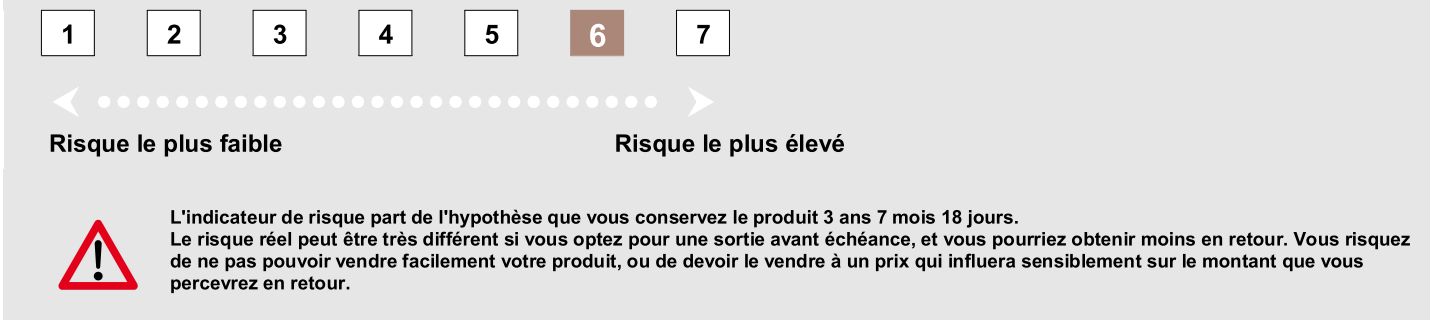 1 2 3 4 5 6 7
Risque le plus faible Risque le plus élevé
L'indicateur de risque part de l'hypothèse que vous conservez le produit 3 ans 7 mois 18 jours.
Le risque réel peut être très différent si vous optez pour une sortie avant échéance, et vous pourriez obtenir moins en retour. Vous risquez
de ne pas pouvoir vendre facilement votre produit, ou de devoir le vendre à un prix qui influera sensiblement sur le montant que vous
percevrez en retour.